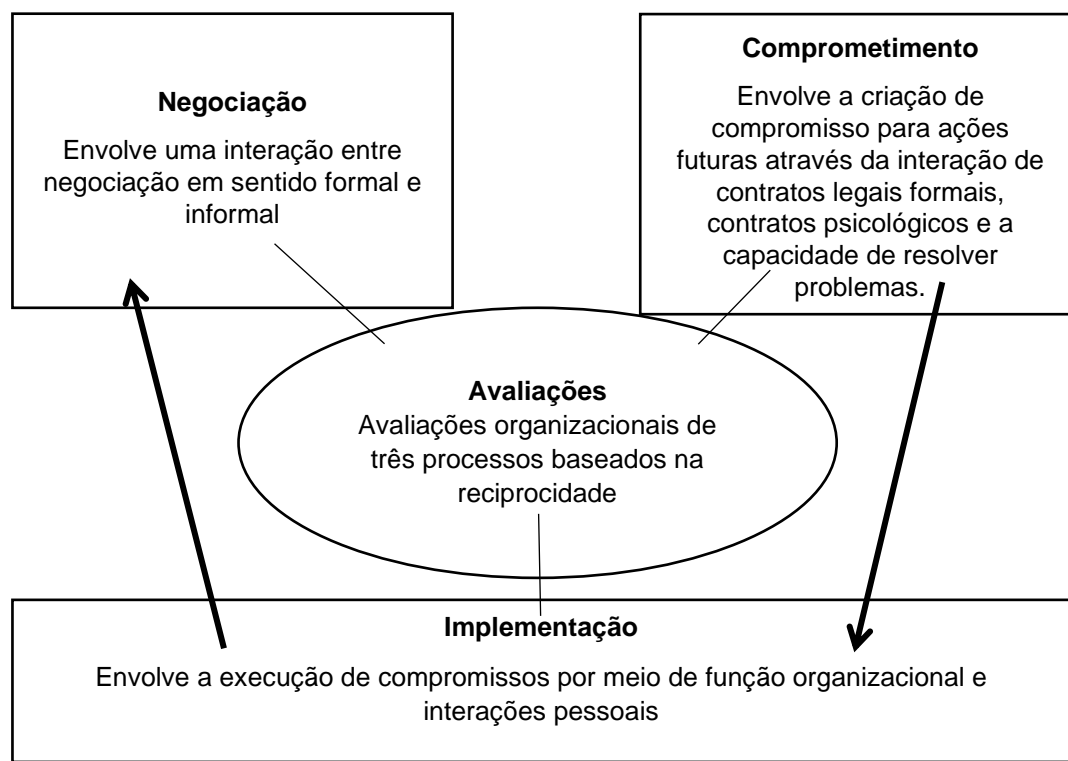 Negociação
Envolve uma interação entre
negociação em sentido formal e
informal
Comprometimento
Envolve a criação de
compromisso para ações
futuras através da interação de
contratos legais formais,
contratos psicológicos e a
capacidade de resolver
problemas.
Avaliações
Avaliações organizacionais de
três processos baseados na
reciprocidade
Implementação
Envolve a execução de compromissos por meio de função organizacional e
interações pessoais